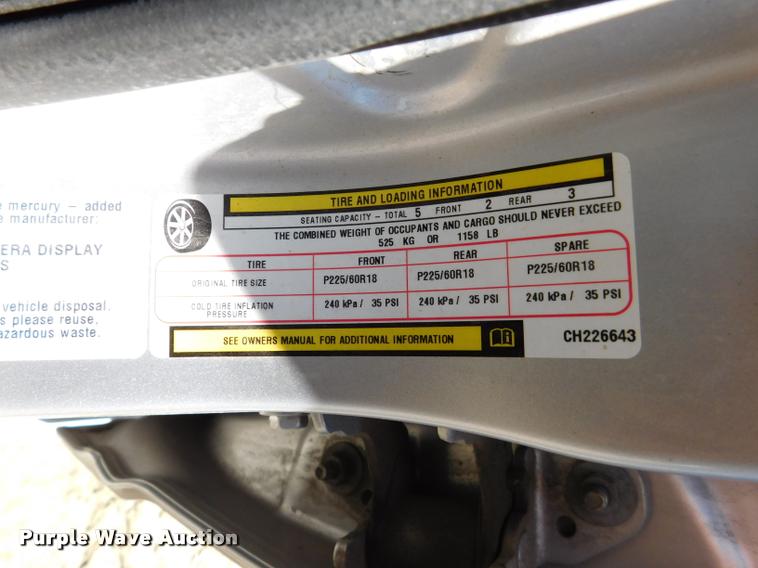 e mercury – added
e manufacturer:
ERA DISPLAY
S
vehicle disposal.
s please reuse,
azardous waste.
TIRE AND LOADING INFORMATION
SEATING CAPACITY – TOTAL 5 FRONT 2 REAR 3
THE COMBINED WEIGHT OF OCCUPANTS AND CARGO SHOULD NEVER EXCEED
525 KG OR 1158 LB
TIRE FRONT REAR SPARE
ORIGINAL TIRE SIZE P225/60R18 P225/60R18 P225/60R18
COLD TIRE INFLATION PRESSURE 240 kPa / 35 PSI 240 kPa / 35 PSI 240 kPa / 35 PSI
SEE OWNERS MANUAL FOR ADDITIONAL INFORMATION
CH226643
Purple Wave Auction